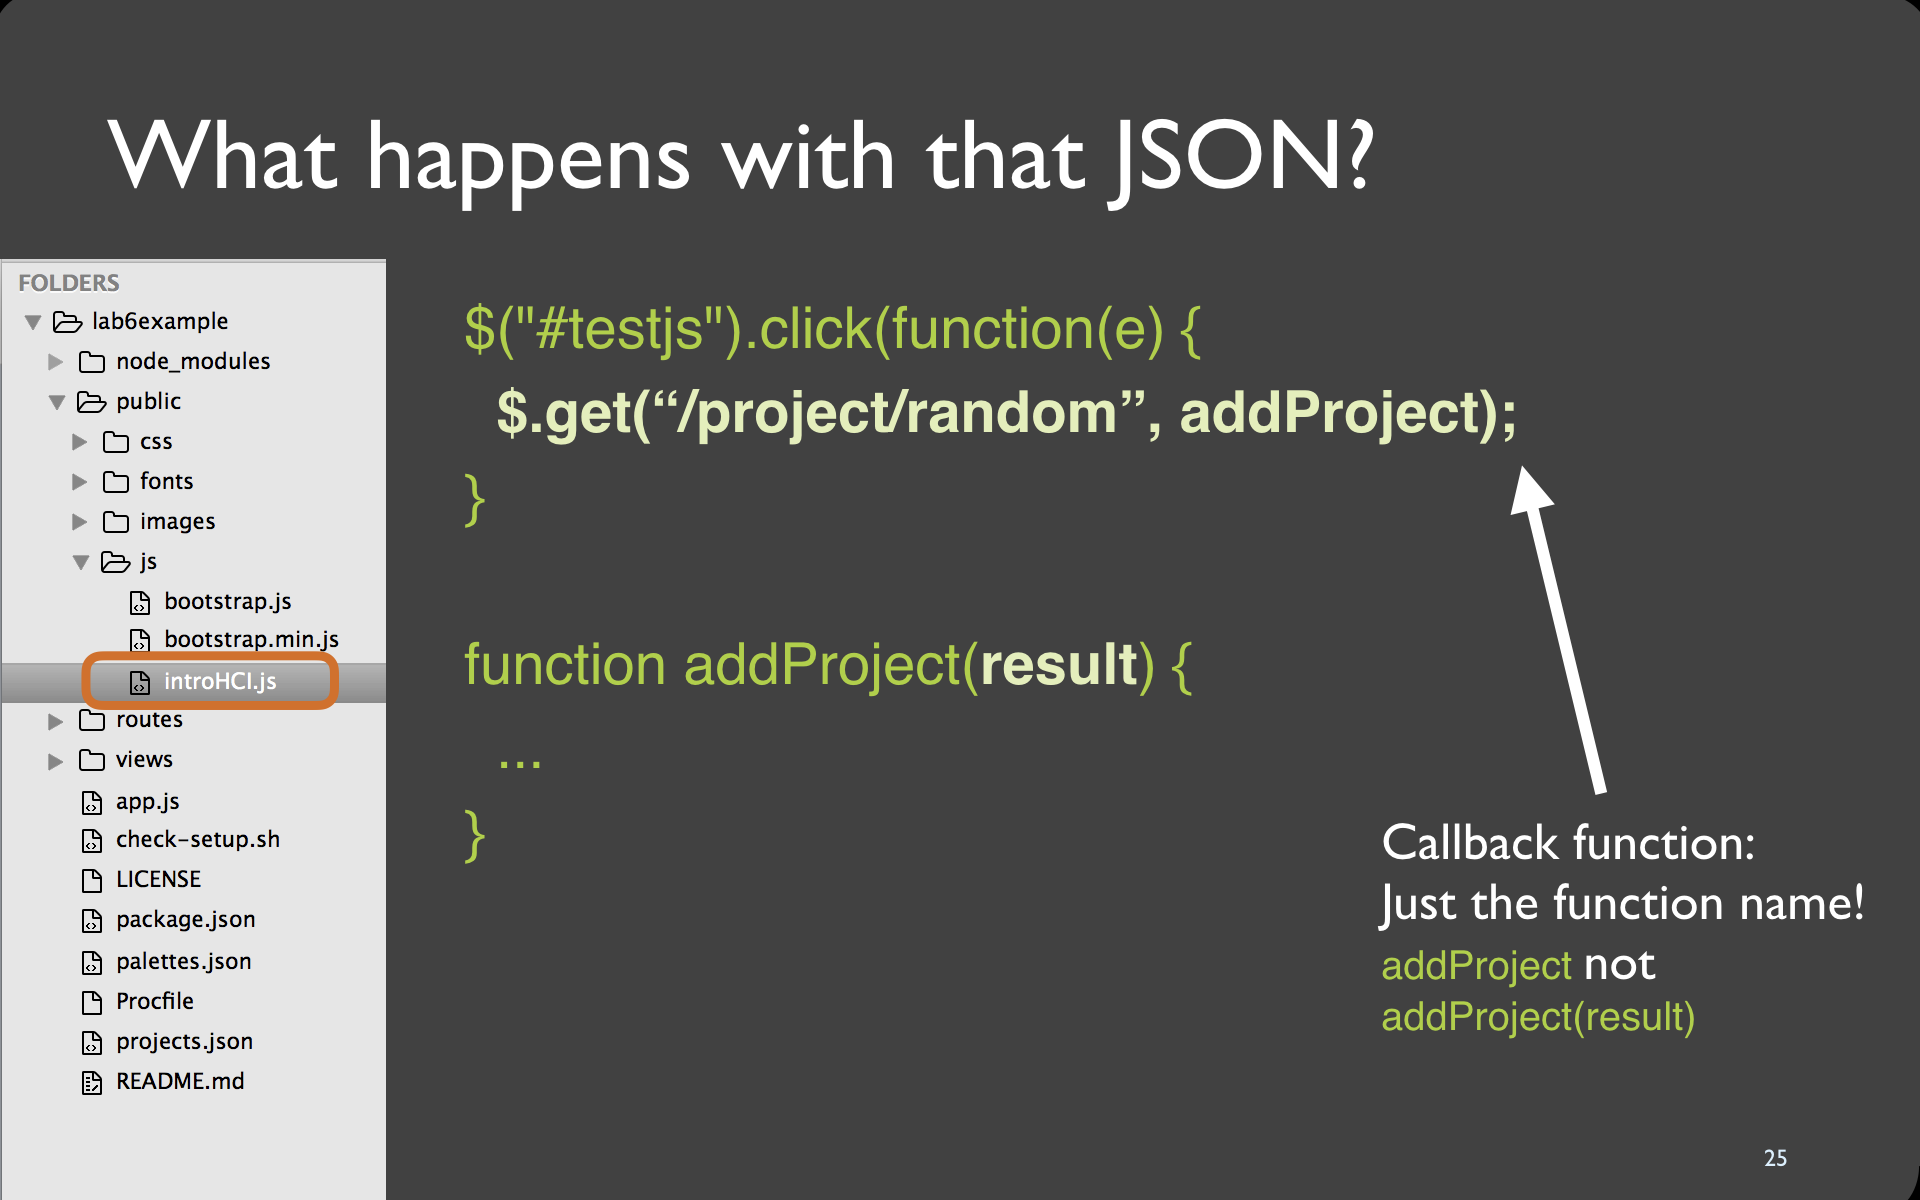 What happens with that JSON?
FOLDERS
lab6example
node_modules
public
css
fonts
images
js
bootstrap.js
bootstrap.min.js
introHCI.js
routes
views
app.js
check-setup.sh
LICENSE
package.json
palettes.json
Procfile
projects.json
README.md
$("#testjs").click(function(e) {
$.get(“/project/random”, addProject);
}
function addProject(result) {
...
}
Callback function:
Just the function name!
addProject not
addProject(result)
25